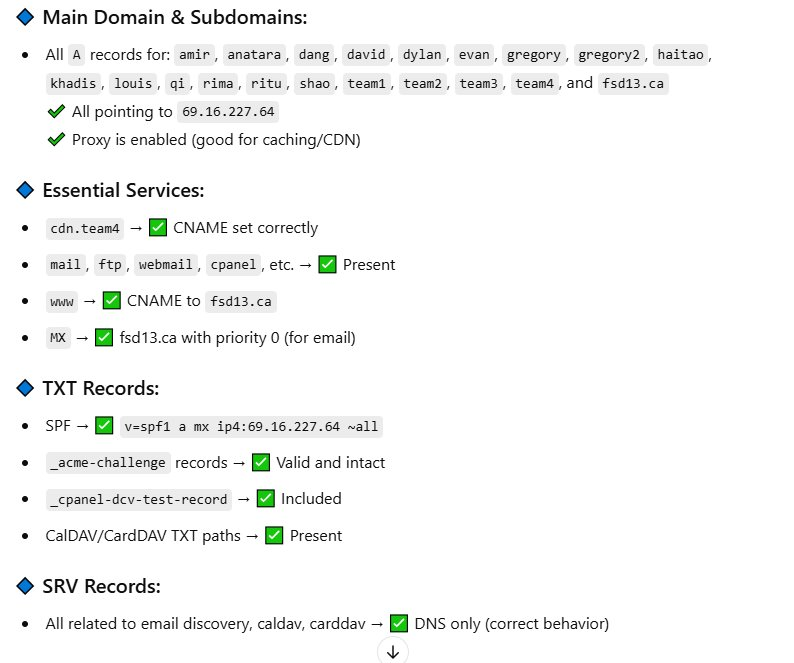 Main Domain & Subdomains:
All A records for: amir, anatara, dang, david, dylan, evan, gregory, gregory2, haitao,
khadis, louis, qi, rima, ritu, shao, team1, team2, team3, team4, and fsd13.ca
All pointing to 69.16.227.64
Proxy is enabled (good for caching/CDN)
Essential Services:
cdn.team4 → ✅ CNAME set correctly
mail, ftp, webmail, cpanel, etc. → ✅ Present
www → ✅ CNAME to fsd13.ca
MX → ✅ fsd13.ca with priority 0 (for email)
TXT Records:
SPF → ✅ v=spf1 a mx ip4:69.16.227.64 ~all
_acme-challenge records → ✅ Valid and intact
_cpanel-dcv-test-record → ✅ Included
CalDAV/CardDAV TXT paths → ✅ Present
SRV Records:
All related to email discovery, caldav, carddav → ✅ DNS only (correct behavior)